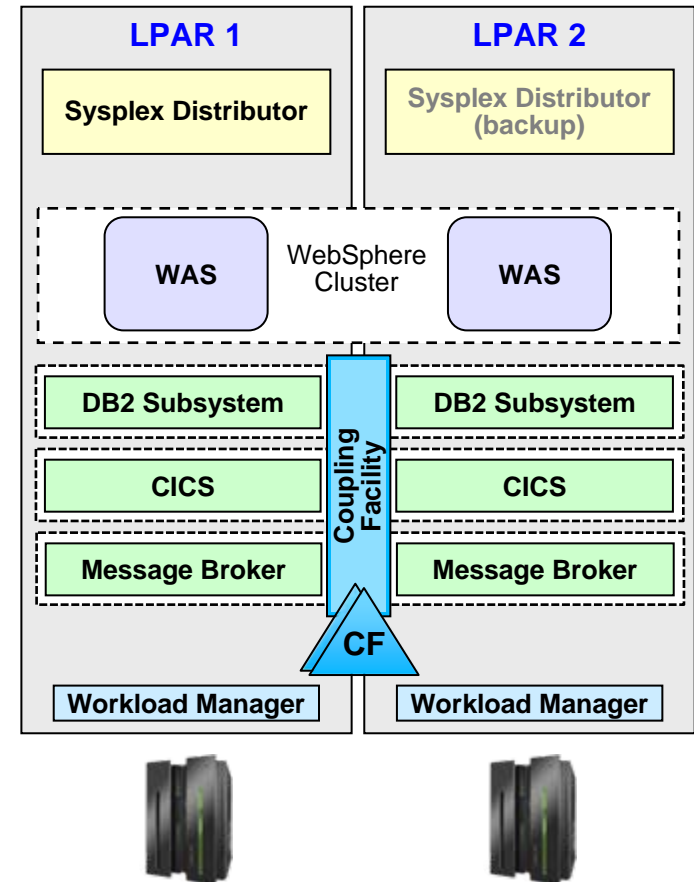 LPAR 1
LPAR 2
Sysplex Distributor
Sysplex Distributor
(backup)
WAS
WebSphere
Cluster
WAS
DB2 Subsystem
DB2 Subsystem
Coupling
Facility
CICS
CICS
Message Broker
Message Broker
CF
Workload Manager
Workload Manager